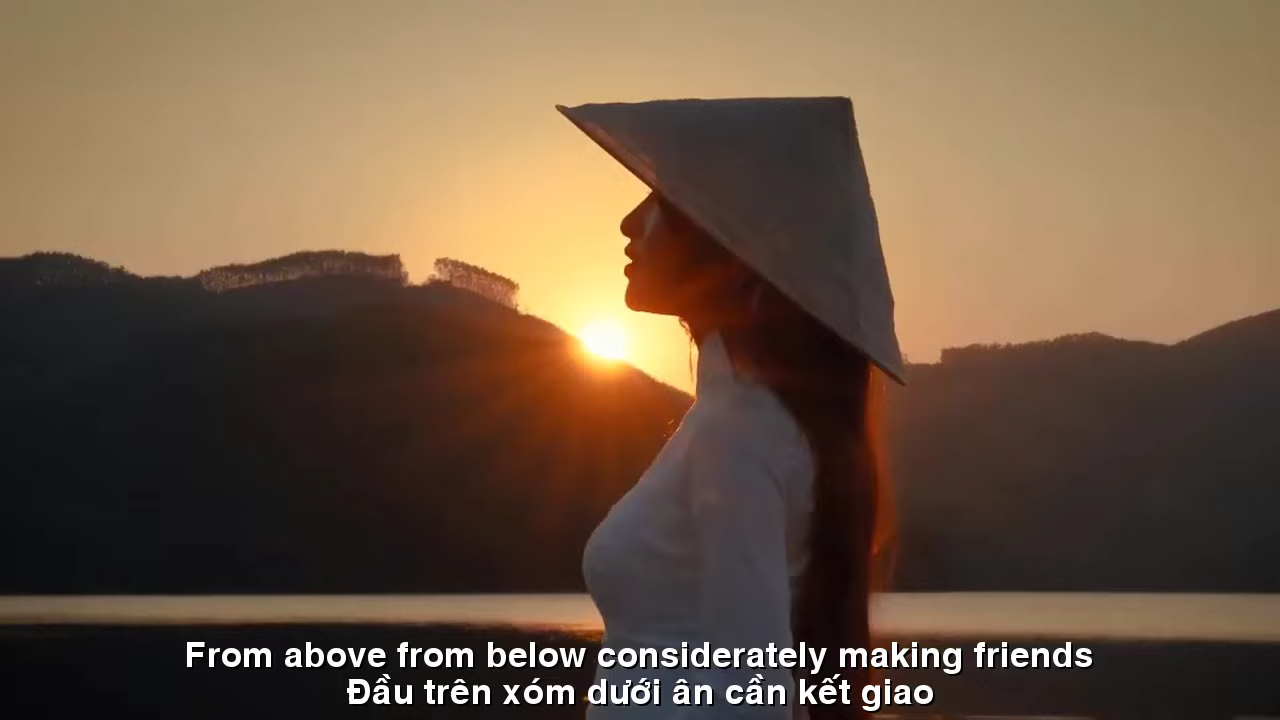 From above from below considerately making friends
Đầu trên xóm dưới ân cần kết giao